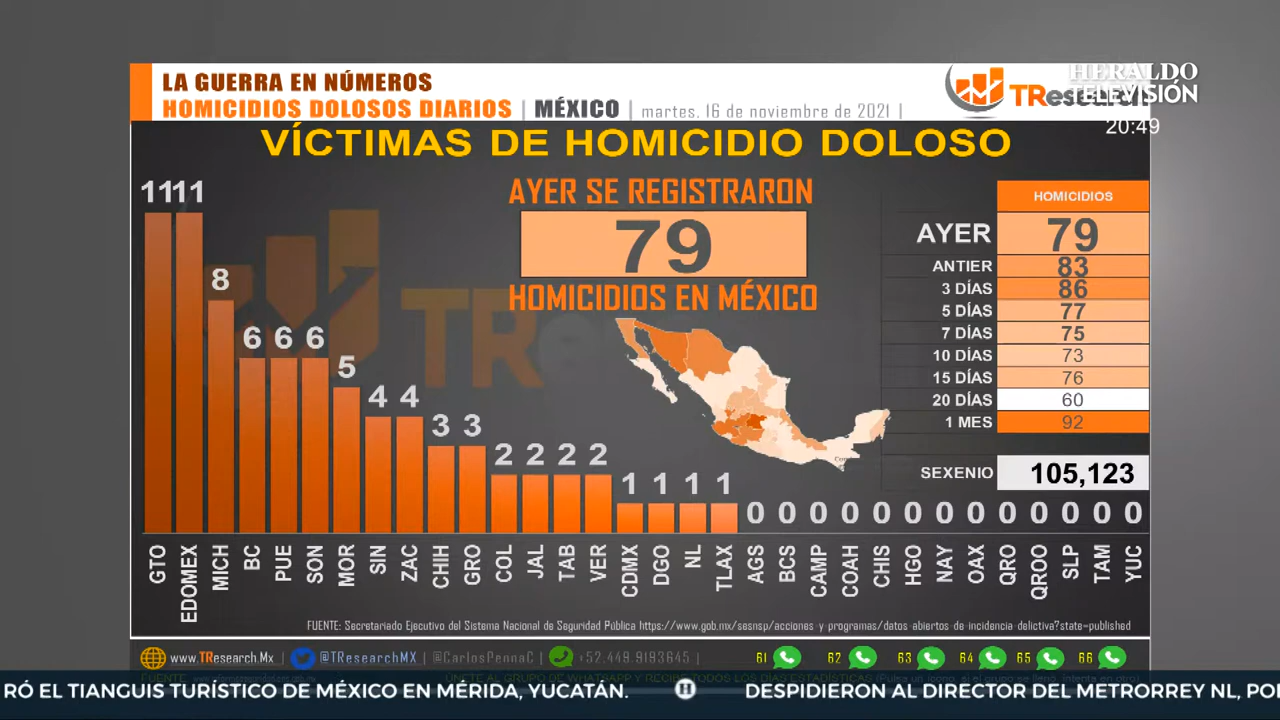 LA GUERRA EN NÚMEROS
HOMICIDIOS DOLOSOS DIARIOS | MÉXICO | martes, 16 de noviembre de 2021 |
TResearch
HERALDO
TELEVISIÓN
20:49
VÍCTIMAS DE HOMICIDIO DOLOSO
AYER SE REGISTRARON
79
HOMICIDIOS EN MÉXICO
HOMICIDIOS
AYER 79
ANTIER 83
3 DÍAS 86
5 DÍAS 77
7 DÍAS 75
10 DÍAS 73
15 DÍAS 76
20 DÍAS 60
1 MES 92
SEXENIO 105,123
11 11 8 6 6 6 5 4 4 3 3 2 2 2 2 1 1 1 1 0 0 0 0 0 0 0 0 0 0 0 0 0
GTO EDOMEX MICH BC PUE SON MOR SIN ZAC CHIH GRO COL JAL TAB VER CDMX DGO NL TLAX AGS BCS CAMP COAH CHIS HGO NAY OAX QRO QROO SLP TAM YUC
FUENTE: Secretariado Ejecutivo del Sistema Nacional de Seguridad Pública https://www.gob.mx/sesnsp/acciones-y-programas/datos-abiertos-de-incidencia-delictiva?state=published
www.TResearch.Mx | @TResearchMX | @CarlosPennaC | +52.449.9193645 | 61 62 63 64 65 66
RÓ EL TIANGUIS TURÍSTICO DE MÉXICO EN MÉRIDA, YUCATÁN. H DESPIDIERON AL DIRECTOR DEL METRORREY NL, POR